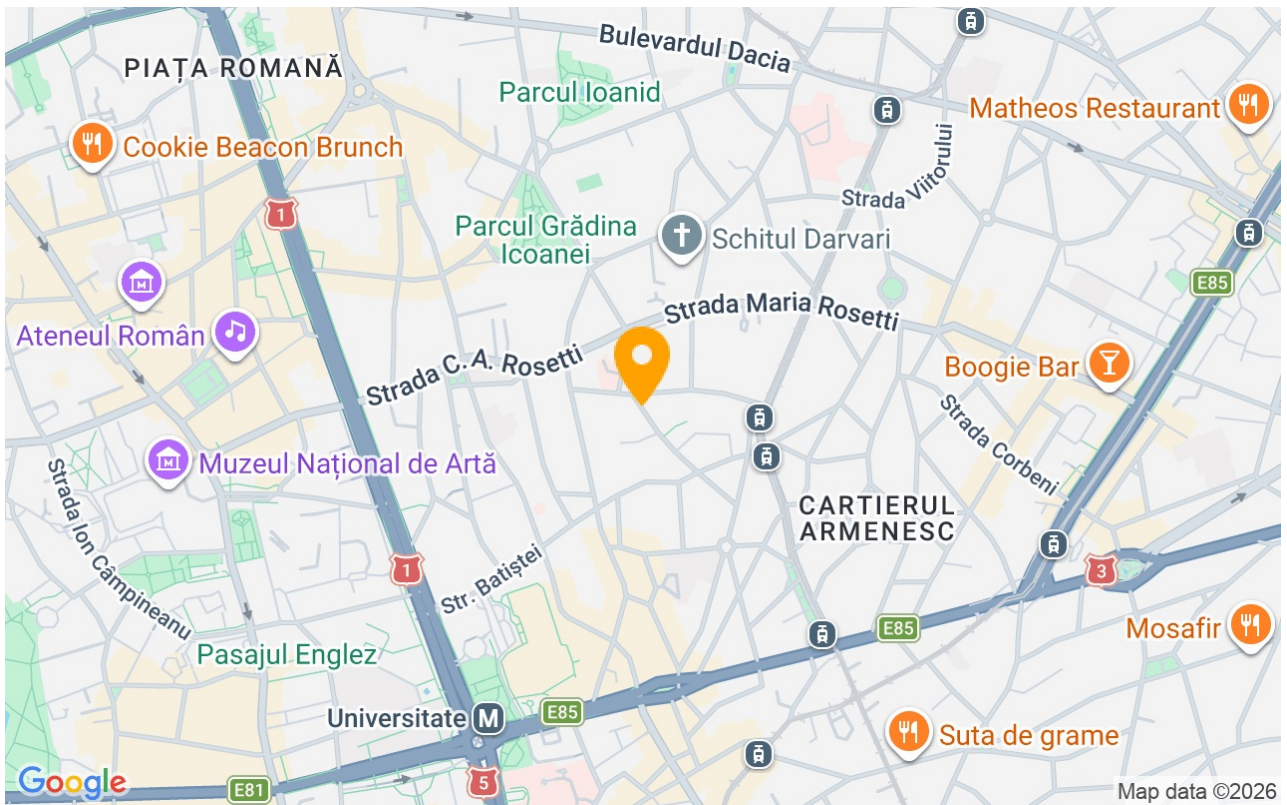 Bulevardul Dacia
PIAȚA ROMANĂ
Parcul Ioanid
Matheos Restaurant
Cookie Beacon Brunch
Strada Viitorului
1
Parcul Grădina
Icoanei
Schitul Darvari
E85
Strada Maria Rosetti
Ateneul Român
Strada C. A. Rosetti
Boogie Bar
Strada Corbeni
Muzeul Național de Artă
Strada Ion Câmpineanu
CARTIERUL
ARMENESC
1
Str. Batiștei
3
E85
Mosafir
Pasajul Englez
Universitate M
E85
Suta de grame
5
Google
E81
Map data ©2026